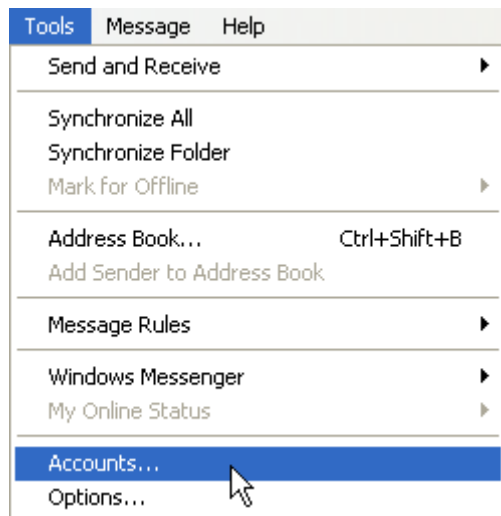 Tools Message Help
Send and Receive
Synchronize All
Synchronize Folder
Mark for Offline
Address Book... Ctrl+Shift+B
Add Sender to Address Book
Message Rules
Windows Messenger
My Online Status
Accounts...
Options...